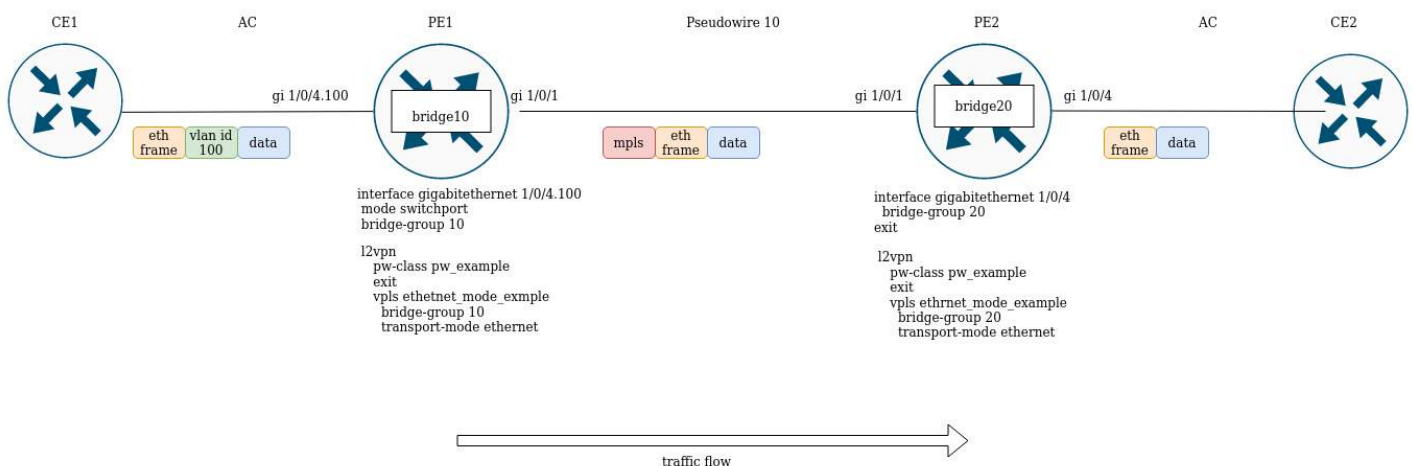 CE1
AC
PE1
Pseudowire 10
PE2
AC
CE2
gi 1/0/4.100
gi 1/0/1
gi 1/0/1
gi 1/0/4
bridge10
bridge20
eth
frame
vlan id
100
data
mpls
eth
frame
data
eth
frame
data
interface gigabitethernet 1/0/4.100
mode switchport
bridge-group 10
l2vpn
pw-class pw_example
exit
vpls ethetnet_mode_exmple
bridge-group 10
transport-mode ethernet
interface gigabitethernet 1/0/4
bridge-group 20
exit
l2vpn
pw-class pw_example
exit
vpls ethrnet_mode_example
bridge-group 20
transport-mode ethernet
traffic flow